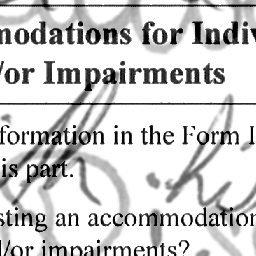 modations for Indiv
/or Impairments
formation in the Form I
is part.
sting an accommodation
d/or impairments?